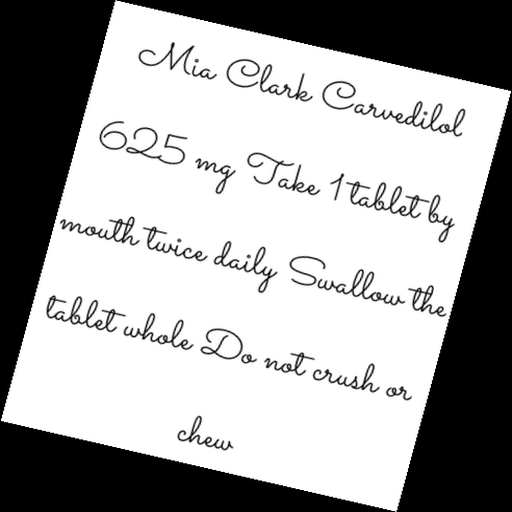 Mia Clark Carvedilol
625 mg Take 1 tablet by
mouth twice daily Swallow the
tablet whole Do not crush or
chew